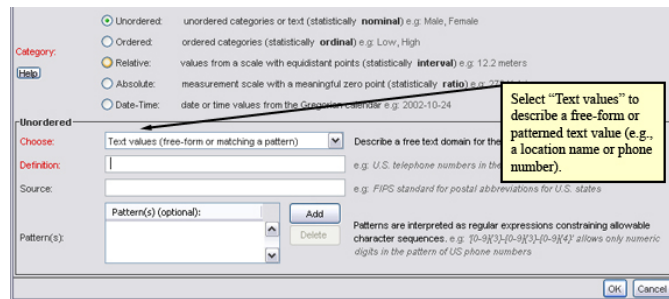 Unordered: unordered categories or text (statistically nominal) e.g: Male, Female
Ordered: ordered categories (statistically ordinal) e.g: Low, High
Category:
Relative: values from a scale with equidistant points (statistically interval) e.g: 12.2 meters
Help
Absolute: measurement scale with a meaningful zero point (statistically ratio) e.g:
Date-Time: date or time values from the Gregorian calendar e.g: 2002-10-24
Select “Text values” to
describe a free-form or
patterned text value (e.g.,
a location name or phone
number).
Unordered
Choose: Text values (free-form or matching a pattern) Describe a free text domain for the
Definition: e.g: U.S. telephone numbers in the
Source: e.g: FIPS standard for postal abbreviations for U.S. states
Pattern(s) (optional): Add
Delete
Pattern(s):
Patterns are interpreted as regular expressions constraining allowable
character sequences. e.g: '[0-9]{3}-[0-9]{3}-[0-9]{4}' allows only numeric
digits in the pattern of US phone numbers
OK Cancel